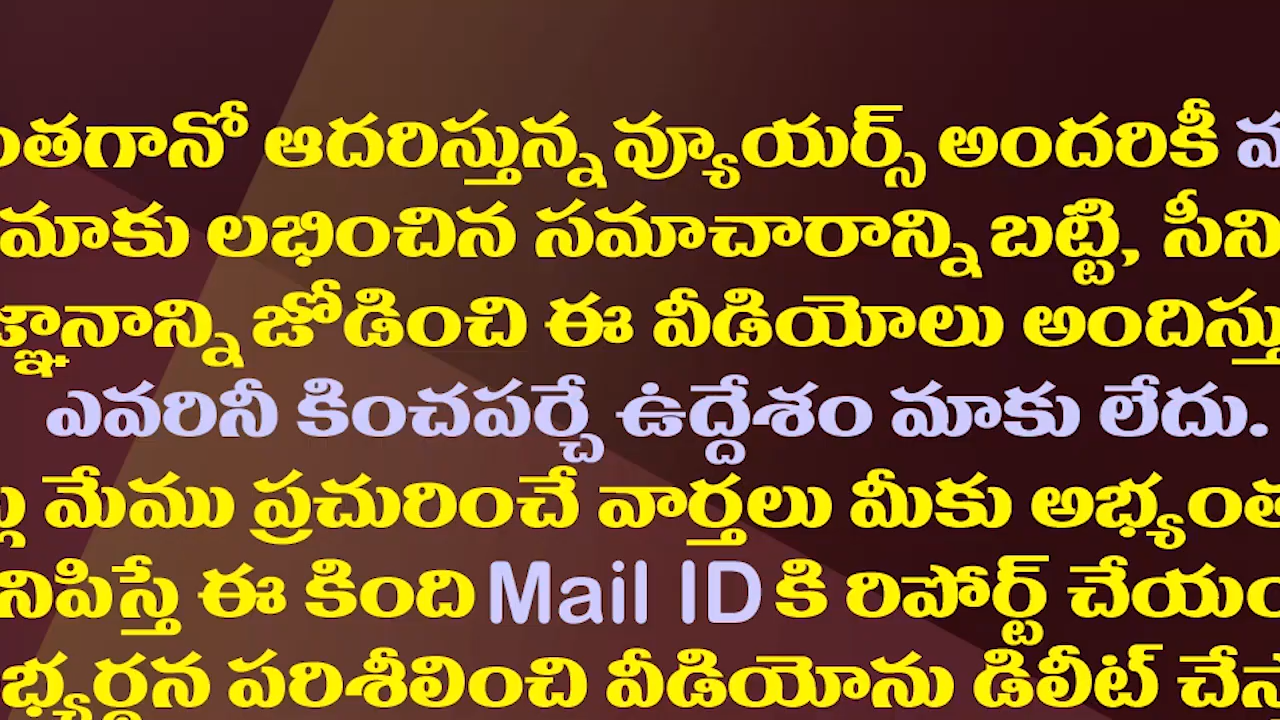 ంతగానో ఆదరిస్తున్న వ్యూయర్స్ అందరికీ
మాకు లభించిన సమాచారాన్ని బట్టి, సీని
జ్ఞానాన్ని జోడించి ఈ వీడియోలు అందిస్తు
ఎవరినీ కించపర్చే ఉద్దేశం మాకు లేదు.
మేము ప్రచురించే వార్తలు మీకు అభ్యంత
నిపిస్తే ఈ కింది Mail ID కి రిపోర్ట్ చేయం
భ్యర్థన పరిశీలించి వీడియోను డిలీట్ చేస